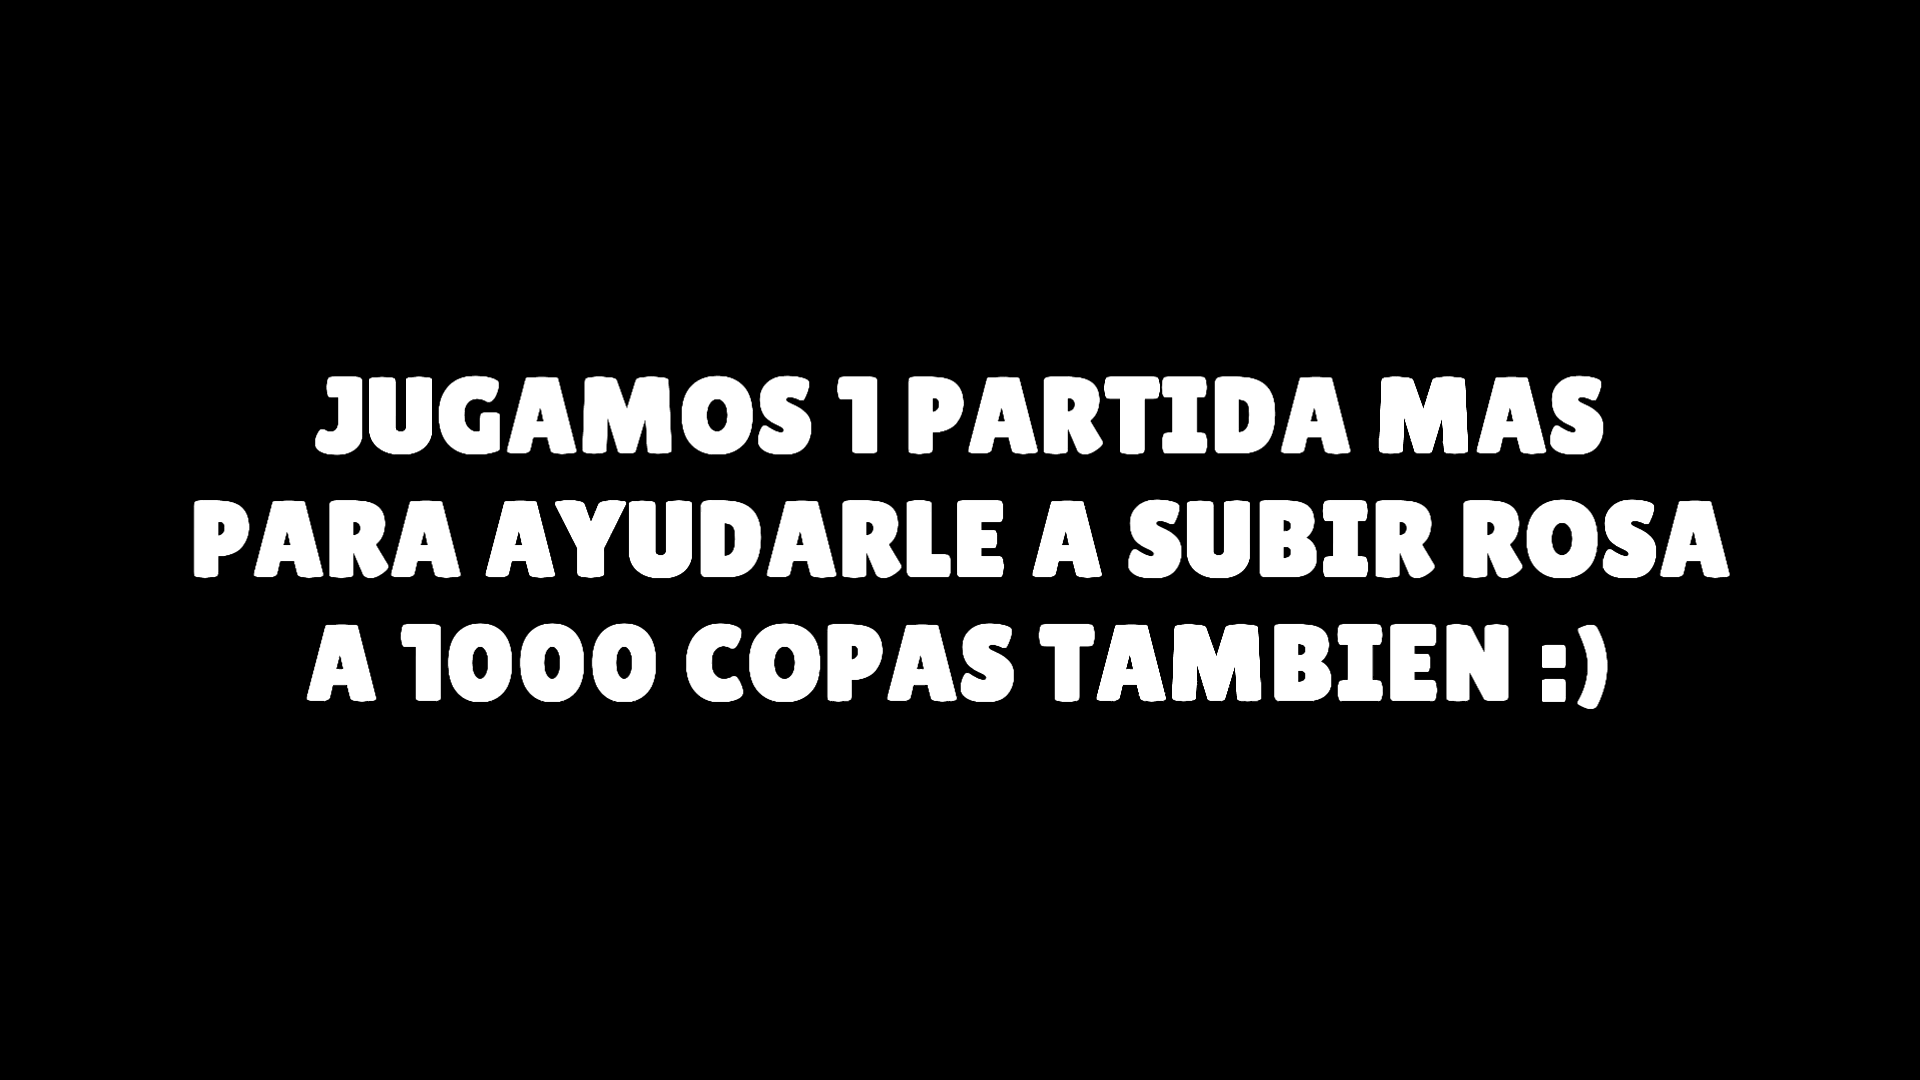 JUGAMOS 1 PARTIDA MAS
PARA AYUDARLE A SUBIR ROSA
A 1000 COPAS TAMBIEN :)